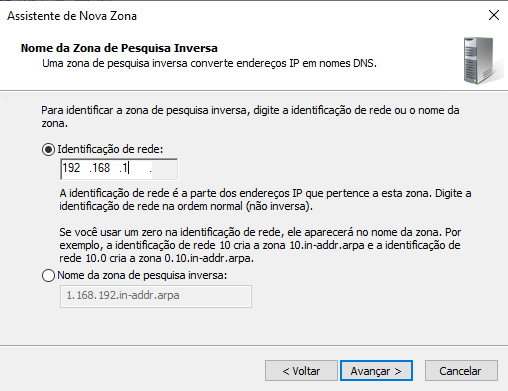 Assistente de Nova Zona
Nome da Zona de Pesquisa Inversa
Uma zona de pesquisa inversa converte endereços IP em nomes DNS.
Para identificar a zona de pesquisa inversa, digite a identificação de rede ou o nome da
zona.
Identificação de rede:
192 .168 .1 .
A identificação de rede é a parte dos endereços IP que pertence a esta zona. Digite a
identificação de rede na ordem normal (não inversa).
Se você usar um zero na identificação de rede, ele aparecerá no nome da zona. Por
exemplo, a identificação de rede 10 cria a zona 10.in-addr.arpa e a identificação de
rede 10.0 cria a zona 0.10.in-addr.arpa.
Nome da zona de pesquisa inversa:
1.168.192.in-addr.arpa
< Voltar
Avançar >
Cancelar